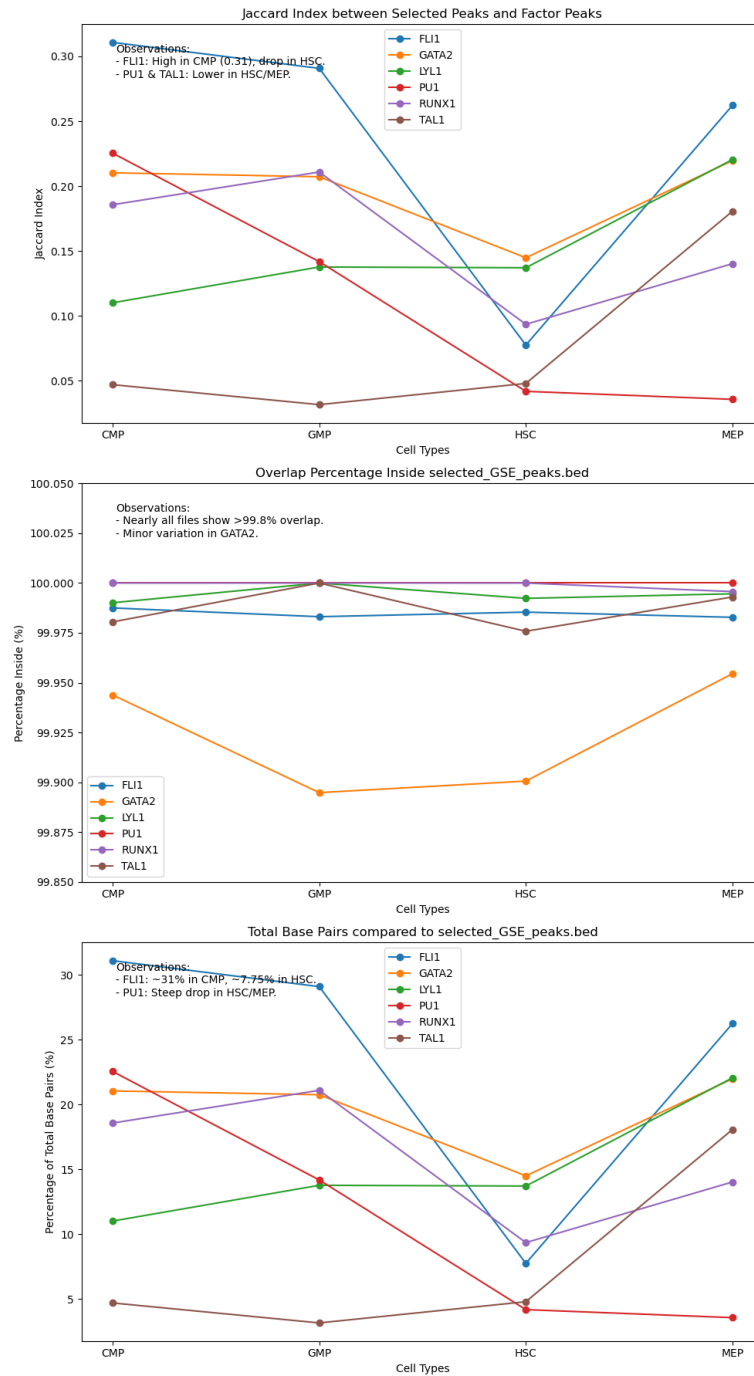 Jaccard Index between Selected Peaks and Factor Peaks
Observations:
- FLI1: High in CMP (0.31), drop in HSC.
- PU1 & TAL1: Lower in HSC/MEP.
FLI1
GATA2
LYL1
PU1
RUNX1
TAL1
0.30
0.25
0.20
0.15
0.10
0.05
Jaccard Index
CMP
GMP
HSC
MEP
Cell Types
Overlap Percentage Inside selected_GSE_peaks.bed
Observations:
- Nearly all files show >99.8% overlap.
- Minor variation in GATA2.
100.050
100.025
100.000
99.975
99.950
99.925
99.900
99.875
99.850
Percentage Inside (%)
FLI1
GATA2
LYL1
PU1
RUNX1
TAL1
CMP
GMP
HSC
MEP
Cell Types
Total Base Pairs compared to selected_GSE_peaks.bed
Observations:
- FLI1: ~31% in CMP, ~7.75% in HSC.
- PU1: Steep drop in HSC/MEP.
FLI1
GATA2
LYL1
PU1
RUNX1
TAL1
30
25
20
15
10
5
Percentage of Total Base Pairs (%)
CMP
GMP
HSC
MEP
Cell Types